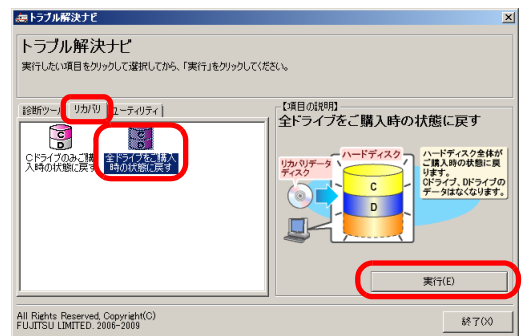 トラブル解決ナビ
トラブル解決ナビ
実行したい項目をクリックして選択してから、「実行」をクリックしてください。
診断ツール
リカバリ
ユーティリティ
Cドライブのみご購
入時の状態に戻す
全ドライブをご購入
時の状態に戻す
【項目の説明】
全ドライブをご購入時の状態に戻す
リカバリデータ
ディスク
ハードディスク
C
D
ハードディスク全体が
ご購入時の状態に戻
ります。
Cドライブ、Dドライブの
データはなくなります。
実行(E)
All Rights Reserved, Copyright(C)
FUJITSU LIMITED. 2006-2009
終了(X)